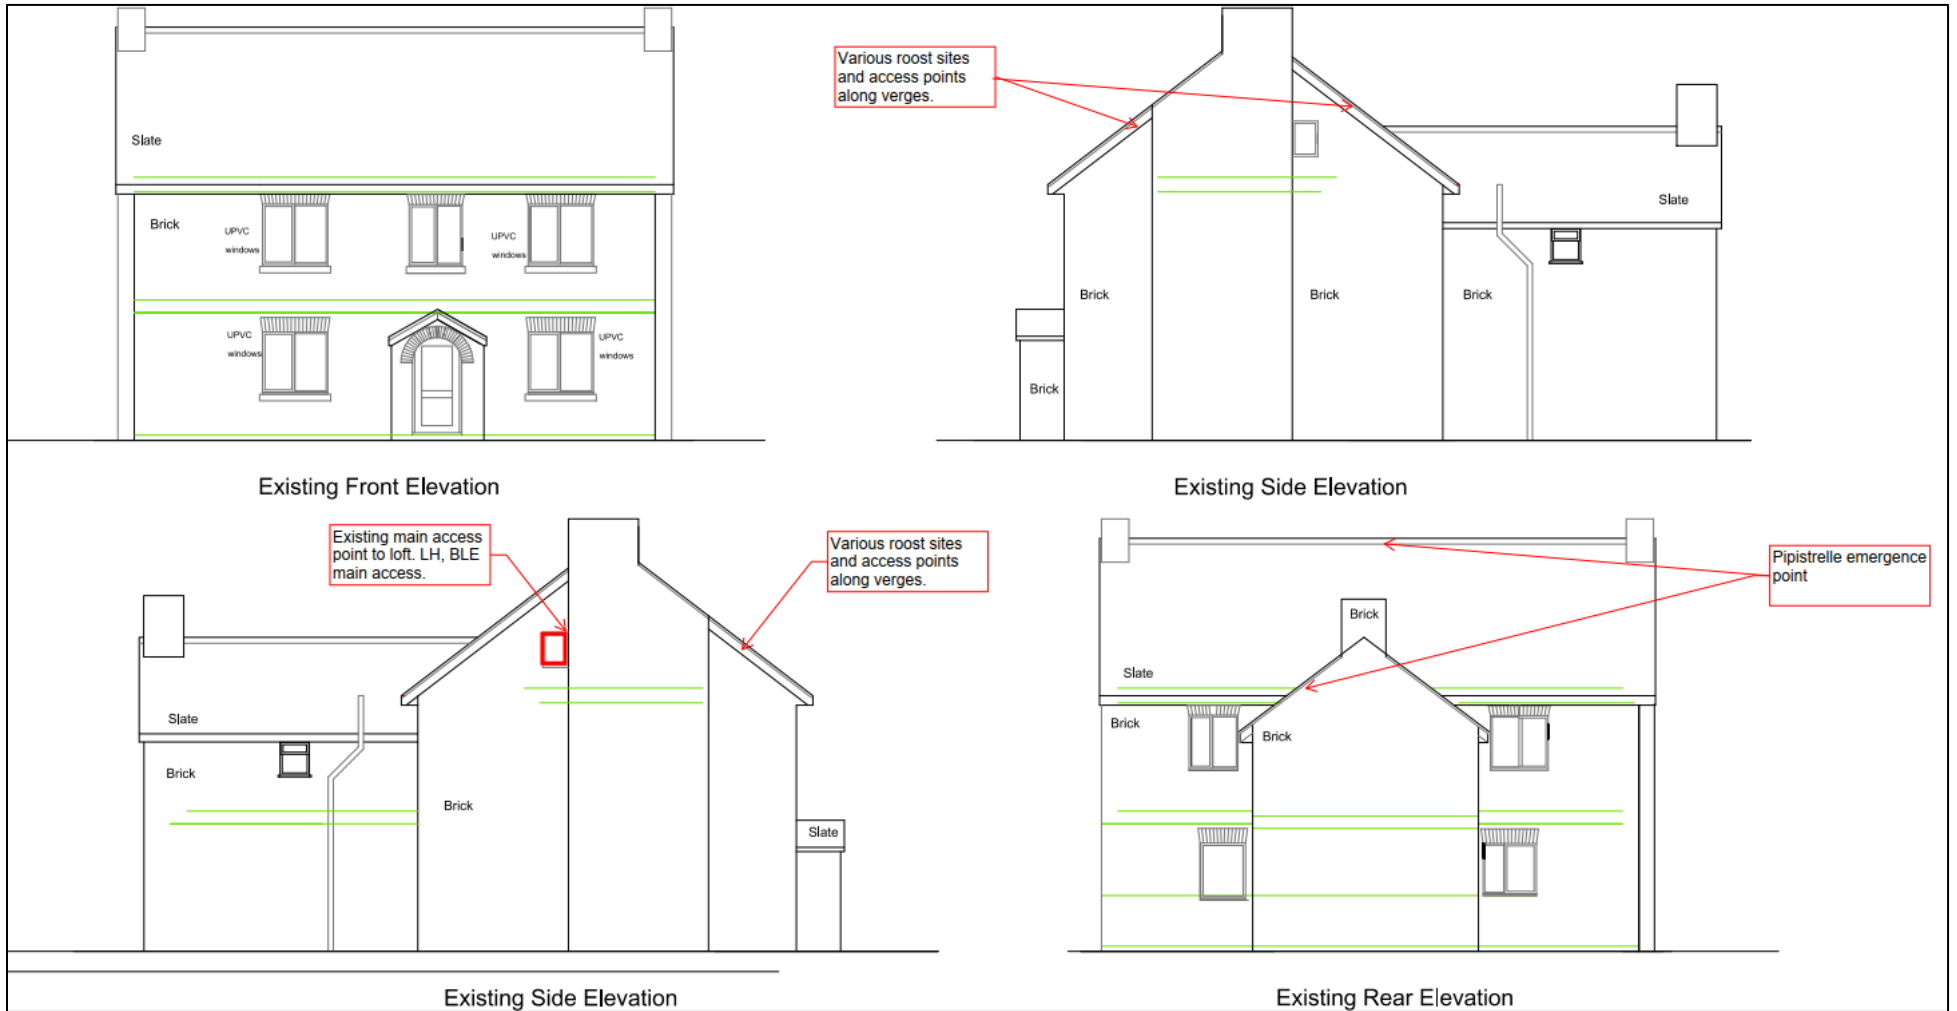 Slate
Brick
UPVC
windows
UPVC
windows
UPVC
windows
UPVC
windows
Existing Front Elevation
Various roost sites
and access points
along verges.
Slate
Brick
Brick
Brick
Brick
Existing Side Elevation
Existing main access
point to loft. LH, BLE
main access.
Various roost sites
and access points
along verges.
Slate
Brick
Brick
Slate
Existing Side Elevation
Pipistrelle emergence
point
Brick
Slate
Brick
Brick
Existing Rear Elevation